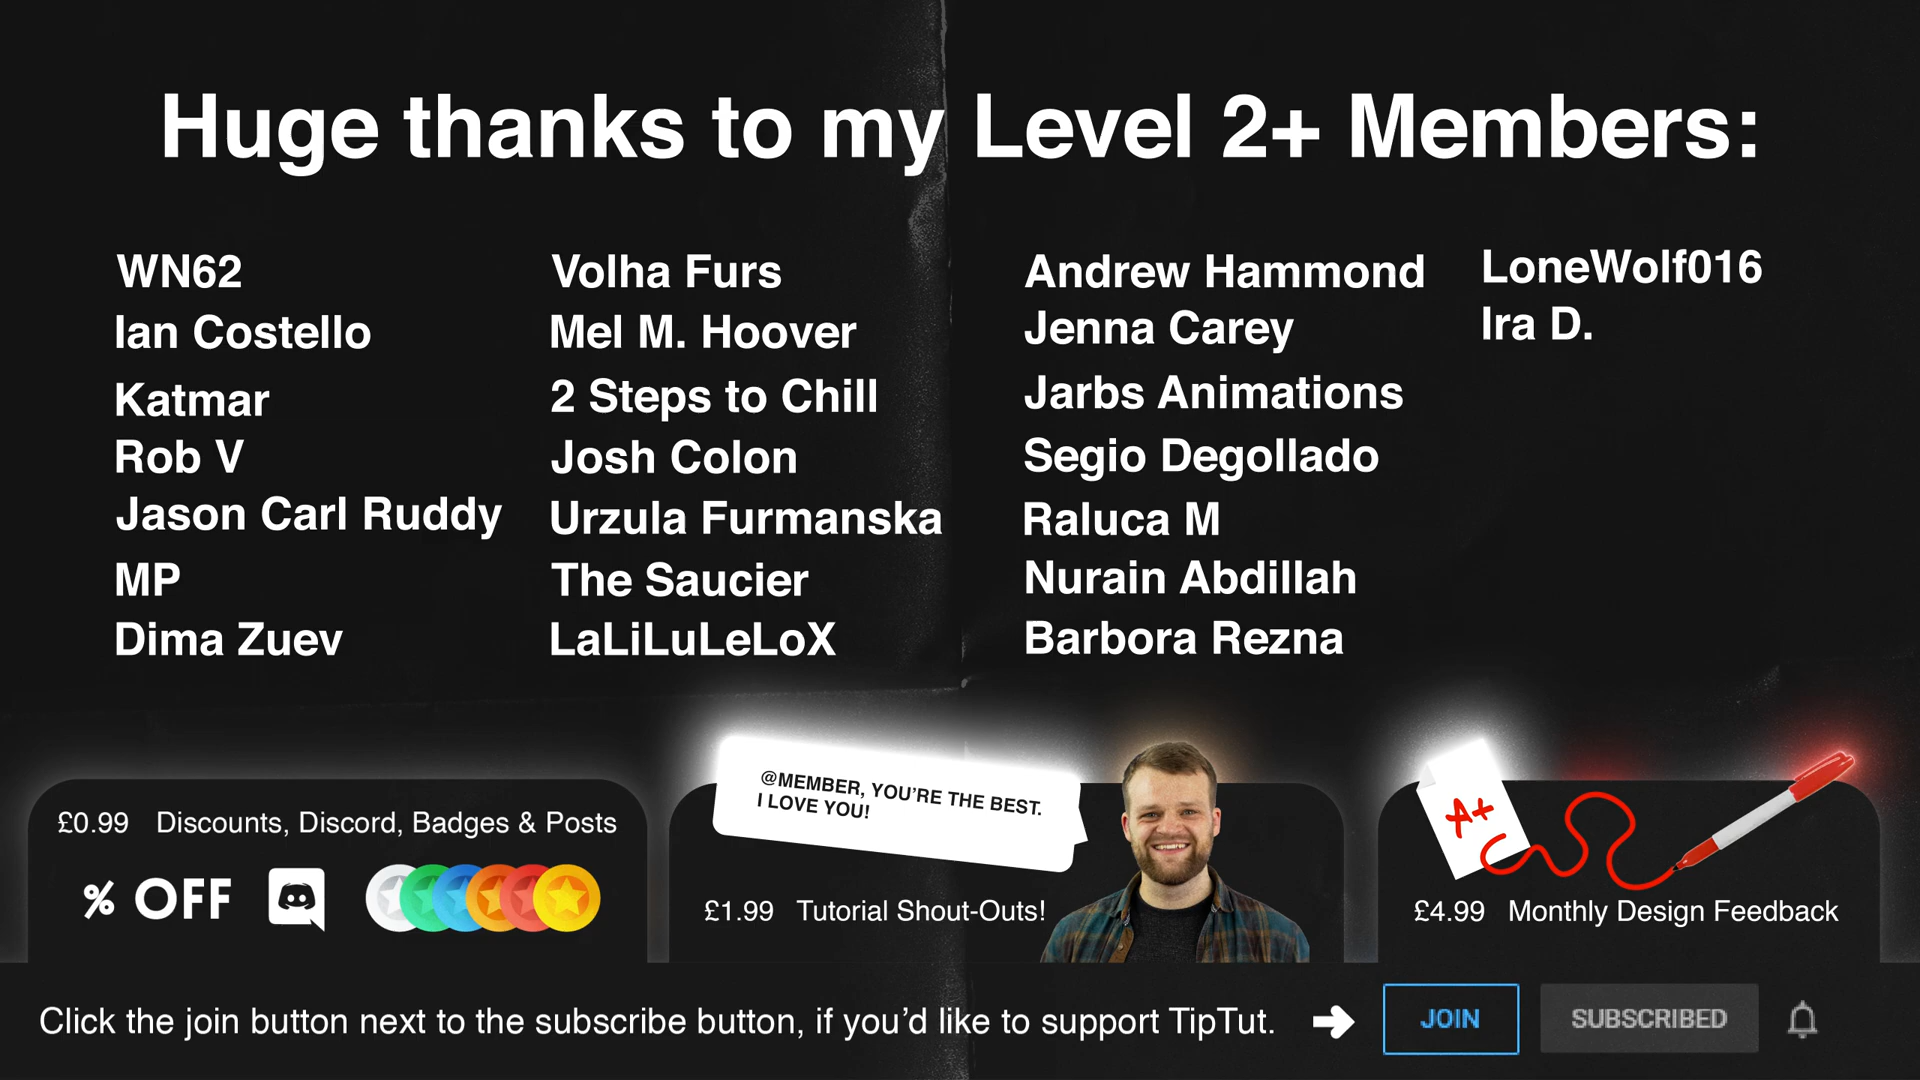 Huge thanks to my Level 2+ Members:
WN62
Ian Costello
Katmar
Rob V
Jason Carl Ruddy
MP
Dima Zuev
Volha Furs
Mel M. Hoover
2 Steps to Chill
Josh Colon
Urzula Furmanska
The Saucier
LaLiLuLeLoX
Andrew Hammond
Jenna Carey
Jarbs Animations
Segio Degollado
Raluca M
Nurain Abdillah
Barbora Rezna
LoneWolf016
Ira D.
£0.99 Discounts, Discord, Badges & Posts
% OFF
@MEMBER, YOU'RE THE BEST.
I LOVE YOU!
£1.99 Tutorial Shout-Outs!
A+
£4.99 Monthly Design Feedback
Click the join button next to the subscribe button, if you'd like to support TipTut.
JOIN
SUBSCRIBED